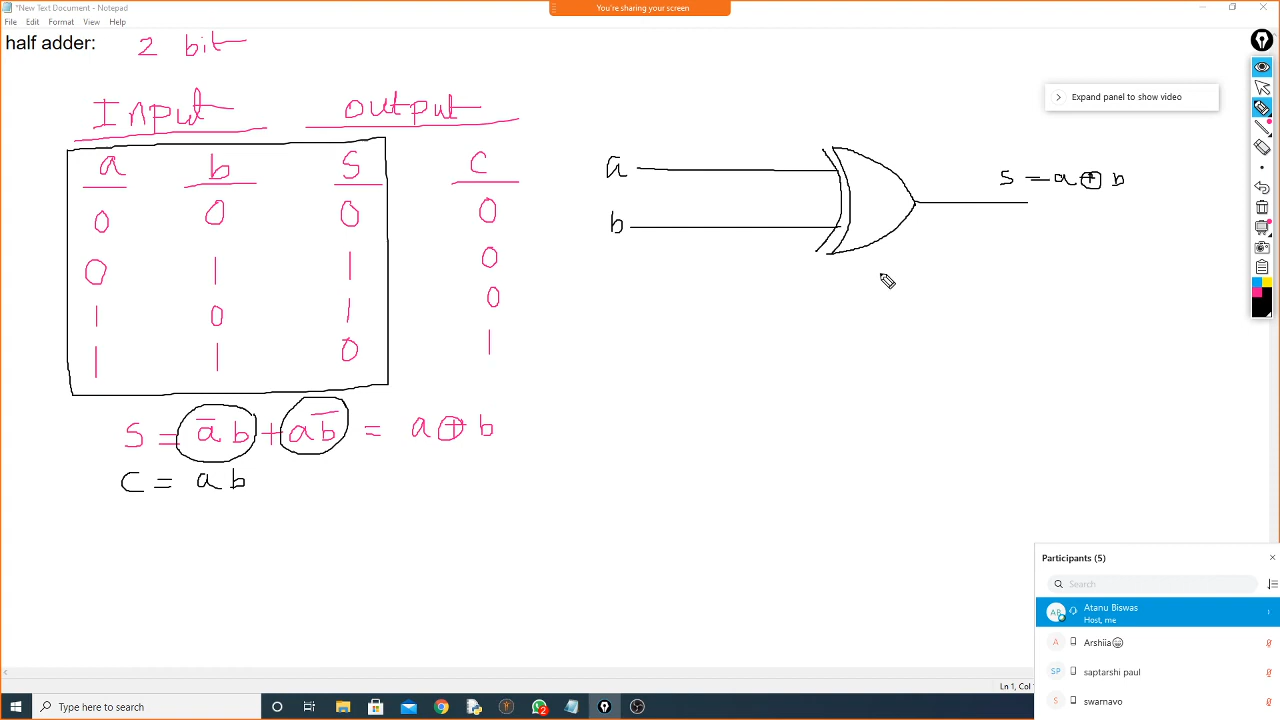 *New Text Document - Notepad
You're sharing your screen
File Edit Format View Help
half adder: 2 bit
Expand panel to show video
Input output
a b S C
0 0 0 0
0 1 1 0
1 0 1 0
1 1 0 1
S = a̅ b + a b̅ = a ⊕ b
C = a b
a
b
S = a ⊕ b
Participants (5)
Search
AB Atanu Biswas
Host, me
A Arshiia😄
SP saptarshi paul
S swarnavo
Ln 1, Col
Type here to search
2